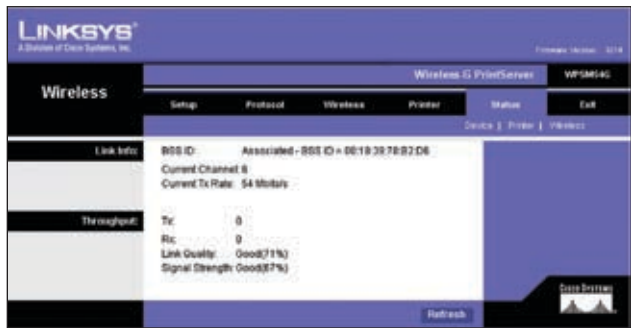 LINKSYS®
A Division of Cisco Systems, Inc.
Firmware Version:
Wireless-G PrintServer WPSM54G
Wireless
Setup Protocol Wireless Printer Status Exit
Device | Printer | Wireless
Link Info:
BSS ID: Associated - BSS ID = 00:18:39:78:B2:D6
Current Channel: 6
Current Tx Rate: 54 Mbits/s
Throughput:
Tx: 0
Rx: 0
Link Quality: Good(71%)
Signal Strength: Good(67%)
Refresh
CISCO SYSTEMS